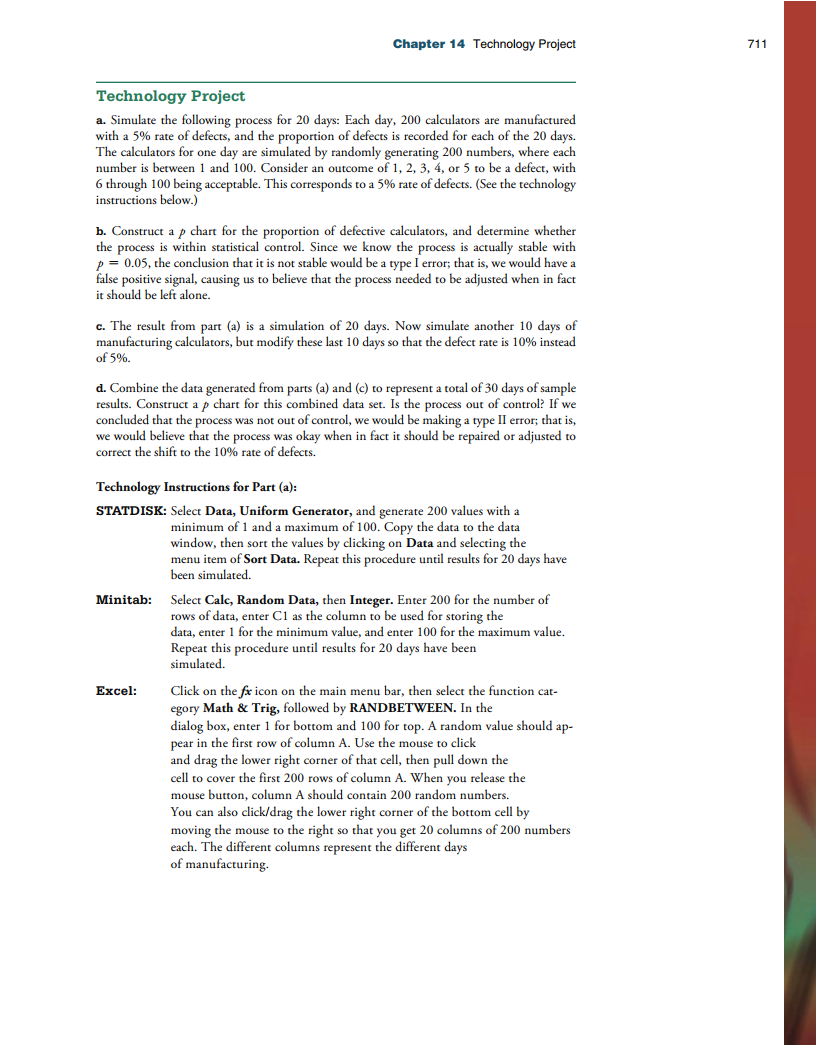 Chapter 14 Technology Project 711
Technology Project
a. Simulate the following process for 20 days: Each day, 200 calculators are manufactured
with a 5% rate of defects, and the proportion of defects is recorded for each of the 20 days.
The calculators for one day are simulated by randomly generating 200 numbers, where each
number is between 1 and 100. Consider an outcome of 1, 2, 3, 4, or 5 to be a defect, with
6 through 100 being acceptable. This corresponds to a 5% rate of defects. (See the technology
instructions below.)
b. Construct a p chart for the proportion of defective calculators, and determine whether
the process is within statistical control. Since we know the process is actually stable with
p = 0.05, the conclusion that it is not stable would be a type I error; that is, we would have a
false positive signal, causing us to believe that the process needed to be adjusted when in fact
it should be left alone.
c. The result from part (a) is a simulation of 20 days. Now simulate another 10 days of
manufacturing calculators, but modify these last 10 days so that the defect rate is 10% instead
of 5%.
d. Combine the data generated from parts (a) and (c) to represent a total of 30 days of sample
results. Construct a p chart for this combined data set. Is the process out of control? If we
concluded that the process was not out of control, we would be making a type II error; that is,
we would believe that the process was okay when in fact it should be repaired or adjusted to
correct the shift to the 10% rate of defects.
Technology Instructions for Part (a):
STATDISK: Select Data, Uniform Generator, and generate 200 values with a
minimum of 1 and a maximum of 100. Copy the data to the data
window, then sort the values by clicking on Data and selecting the
menu item of Sort Data. Repeat this procedure until results for 20 days have
been simulated.
Minitab: Select Calc, Random Data, then Integer. Enter 200 for the number of
rows of data, enter C1 as the column to be used for storing the
data, enter 1 for the minimum value, and enter 100 for the maximum value.
Repeat this procedure until results for 20 days have been
simulated.
Excel: Click on the fx icon on the main menu bar, then select the function cat-
egory Math & Trig, followed by RANDBETWEEN. In the
dialog box, enter 1 for bottom and 100 for top. A random value should ap-
pear in the first row of column A. Use the mouse to click
and drag the lower right corner of that cell, then pull down the
cell to cover the first 200 rows of column A. When you release the
mouse button, column A should contain 200 random numbers.
You can also click/drag the lower right corner of the bottom cell by
moving the mouse to the right so that you get 20 columns of 200 numbers
each. The different columns represent the different days
of manufacturing.